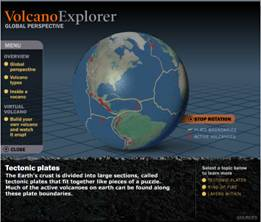 VolcanoExplorer
GLOBAL PERSPECTIVE
MENU
OVERVIEW
Global perspective
Volcano types
Inside a volcano
VIRTUAL VOLCANO
Build your own volcano and watch it erupt!
CLOSE
STOP ROTATION
PLATE BOUNDARIES
ACTIVE VOLCANOES
Tectonic plates
The Earth's crust is divided into large sections, called
tectonic plates that fit together like pieces of a puzzle.
Much of the active volcanoes on earth can be found along
these plate boundaries.
Select a topic below
to learn more
TECTONIC PLATES
RING OF FIRE
LAYERS WITHIN
SOURCES